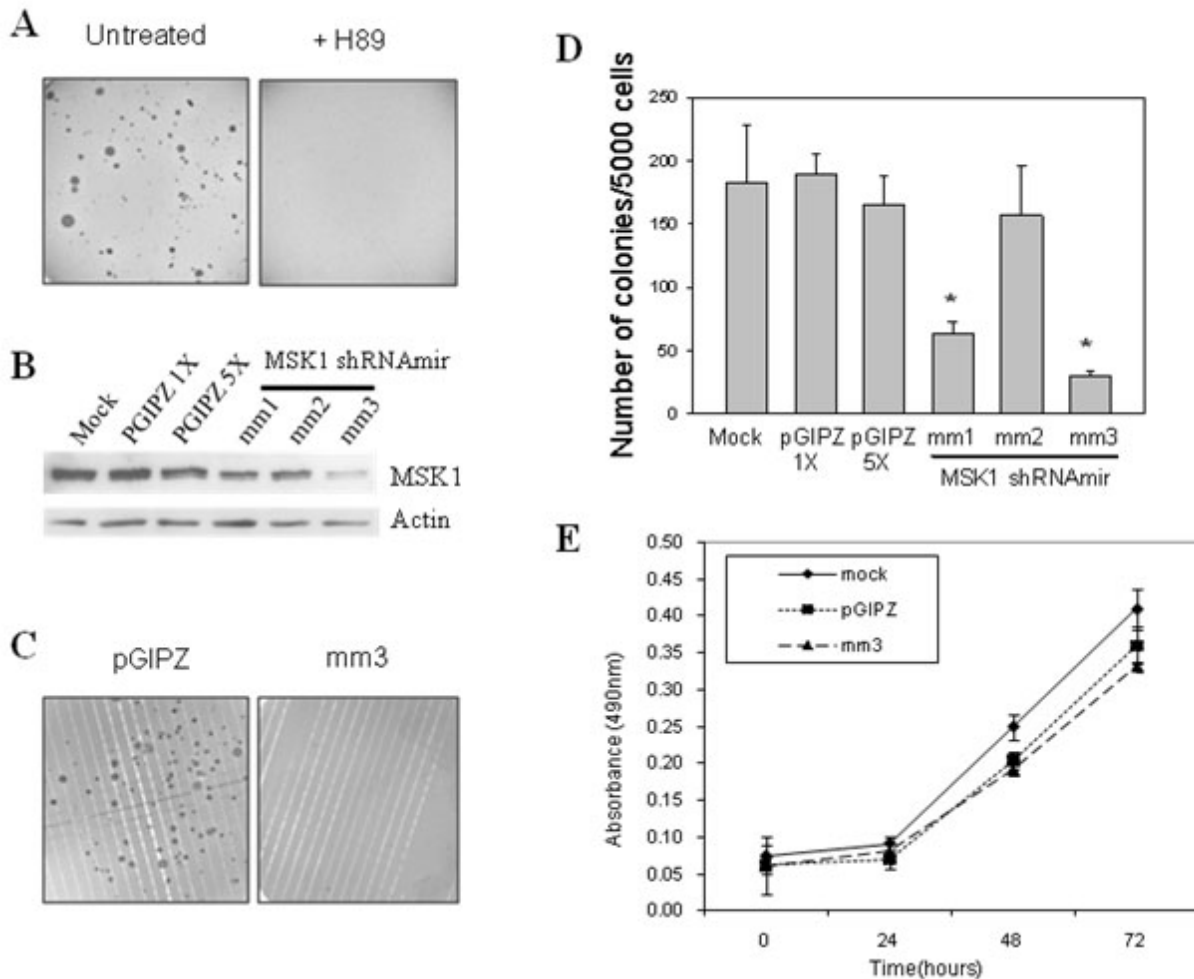 A
Untreated
+ H89
B
Mock
PGIPZ 1X
PGIPZ 5X
MSK1 shRNAmir
mm1
mm2
mm3
MSK1
Actin
C
pGIPZ
mm3
D
Number of colonies/5000 cells
250
200
150
100
50
0
*
*
Mock
pGIPZ
1X
pGIPZ
5X
mm1
mm2
mm3
MSK1 shRNAmir
E
Absorbance (490nm)
0.50
0.45
0.40
0.35
0.30
0.25
0.20
0.15
0.10
0.05
0.00
mock
pGIPZ
mm3
0
24
48
72
Time(hours)